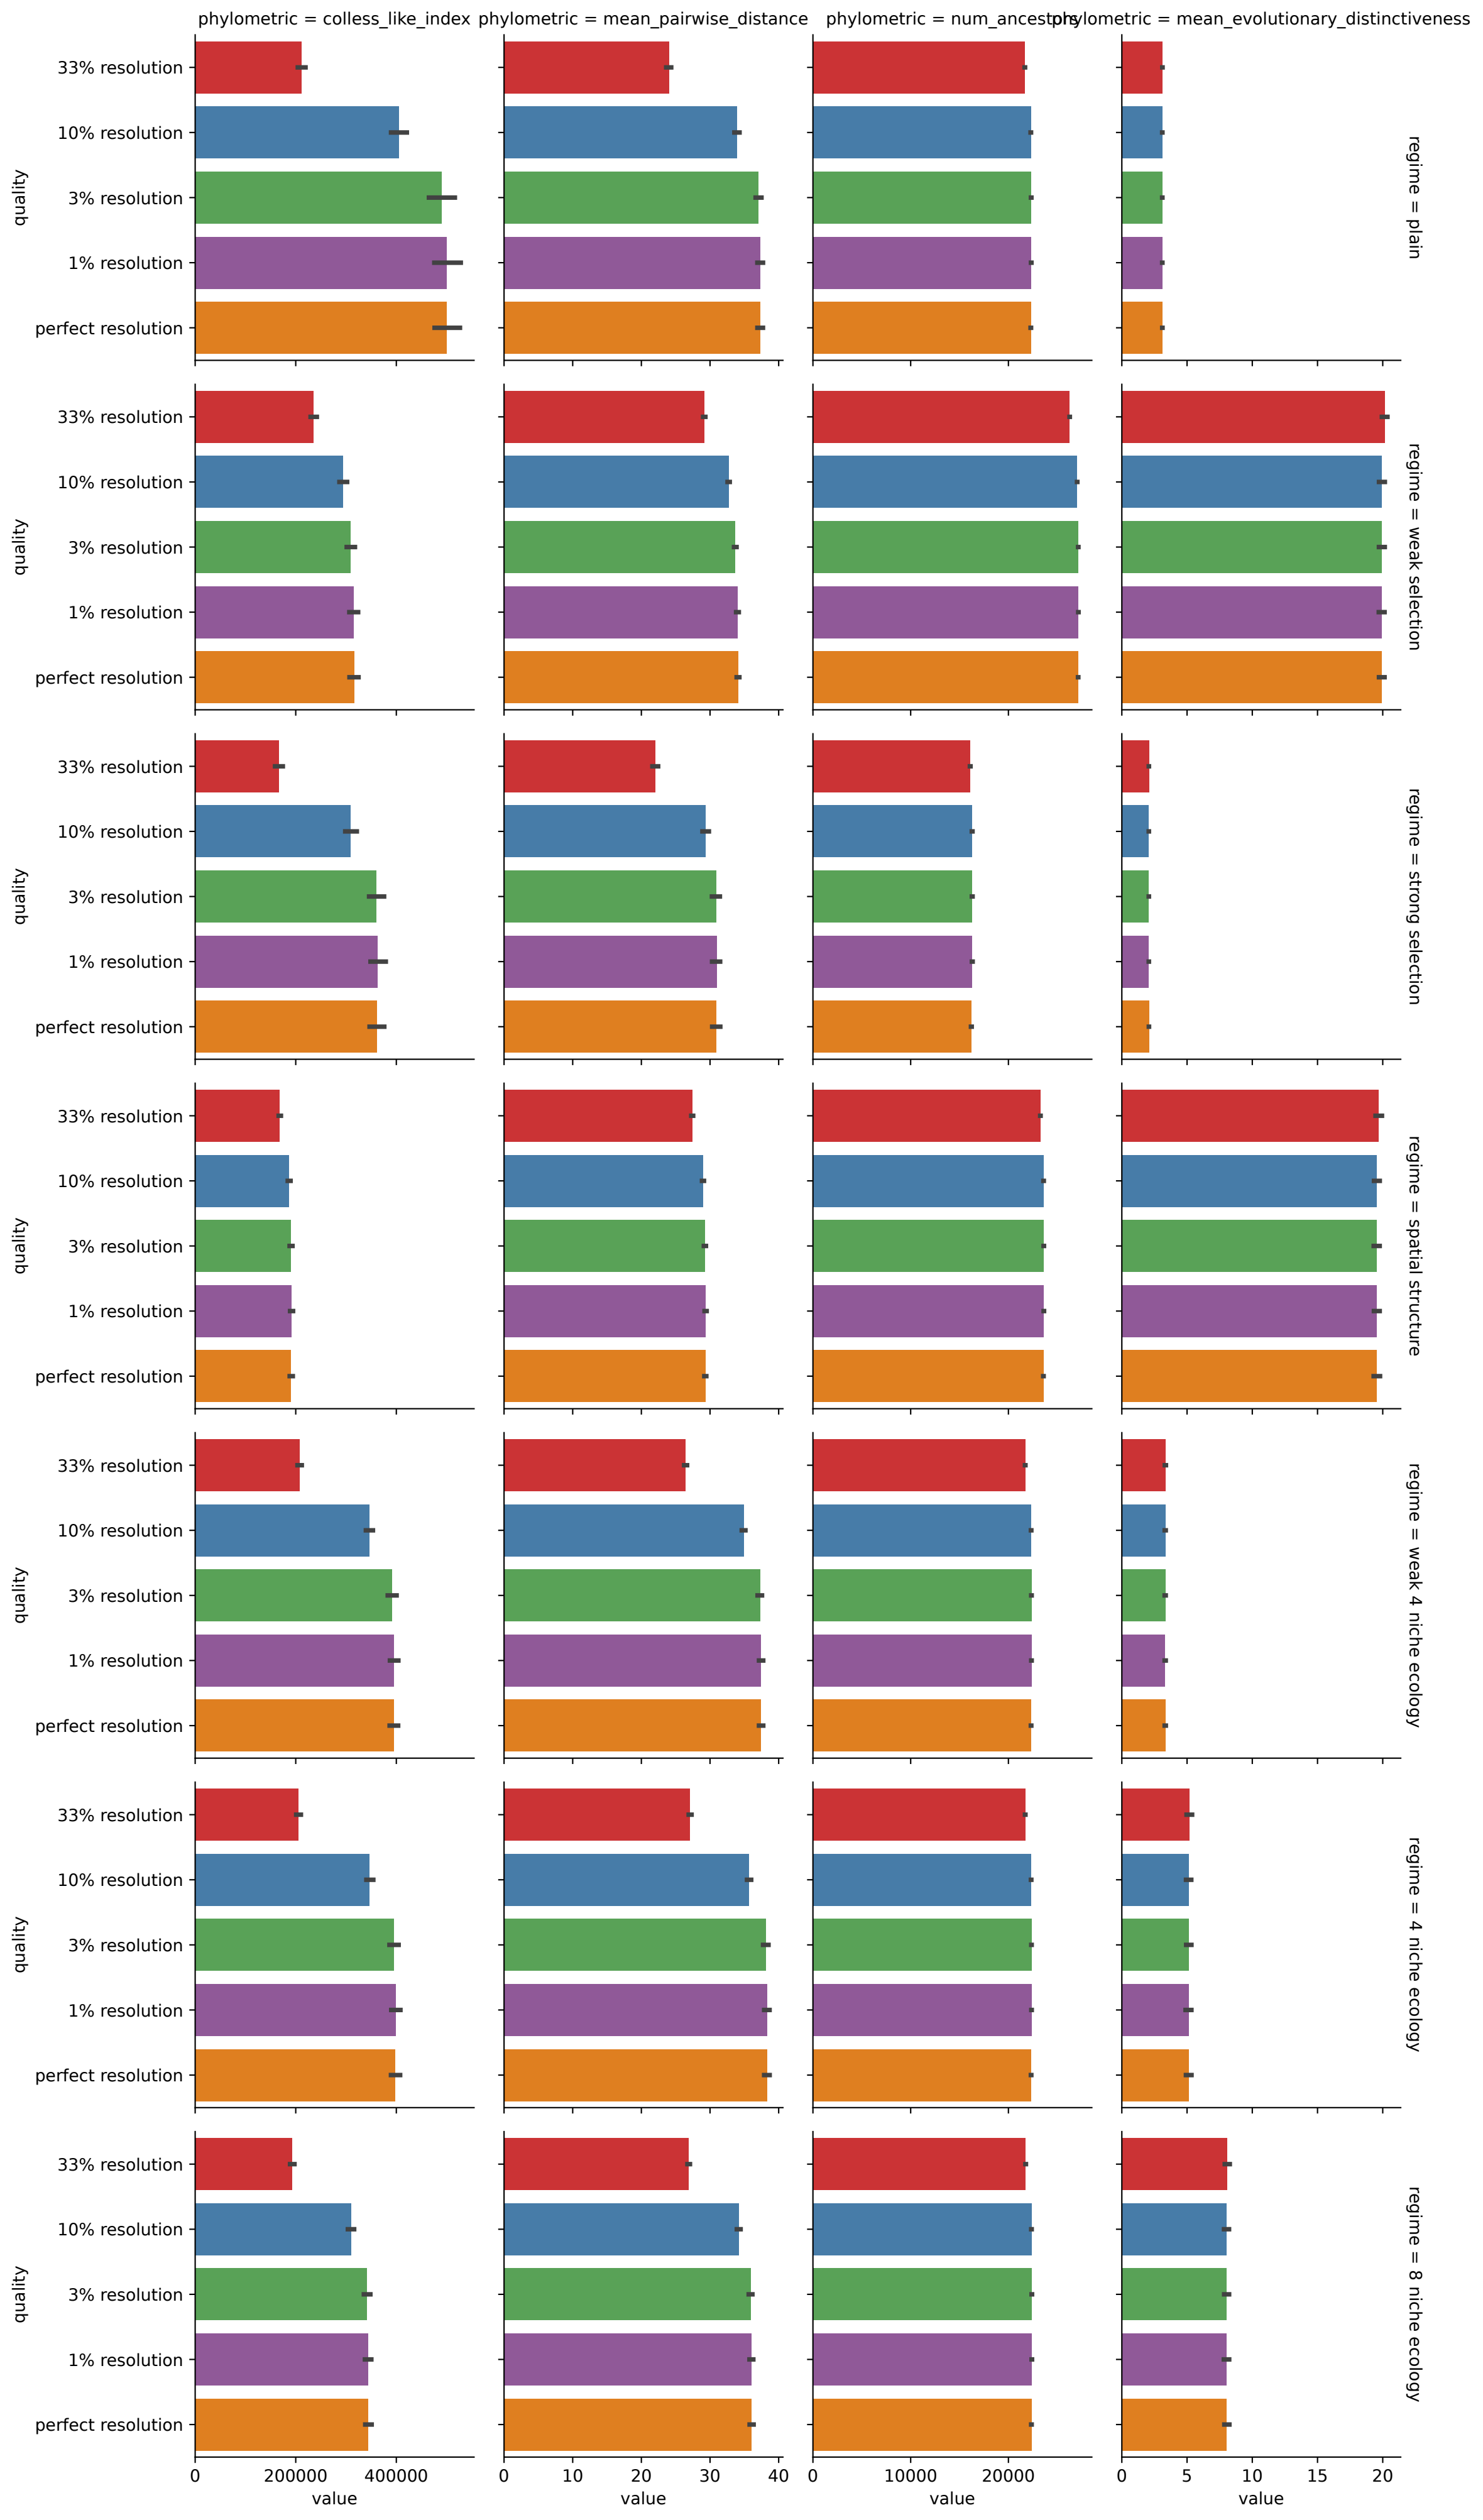 phylometric = colless_like_index
phylometric = mean_pairwise_distance
phylometric = num_ancestors
phylometric = mean_evolutionary_distinctiveness
quality
33% resolution
10% resolution
3% resolution
1% resolution
perfect resolution
regime = plain
quality
33% resolution
10% resolution
3% resolution
1% resolution
perfect resolution
regime = weak selection
quality
33% resolution
10% resolution
3% resolution
1% resolution
perfect resolution
regime = strong selection
quality
33% resolution
10% resolution
3% resolution
1% resolution
perfect resolution
regime = spatial structure
quality
33% resolution
10% resolution
3% resolution
1% resolution
perfect resolution
regime = weak 4 niche ecology
quality
33% resolution
10% resolution
3% resolution
1% resolution
perfect resolution
regime = 4 niche ecology
quality
33% resolution
10% resolution
3% resolution
1% resolution
perfect resolution
regime = 8 niche ecology
0 200000 400000
0 10 20 30 40
0 10000 20000
0 5 10 15 20
value
value
value
value